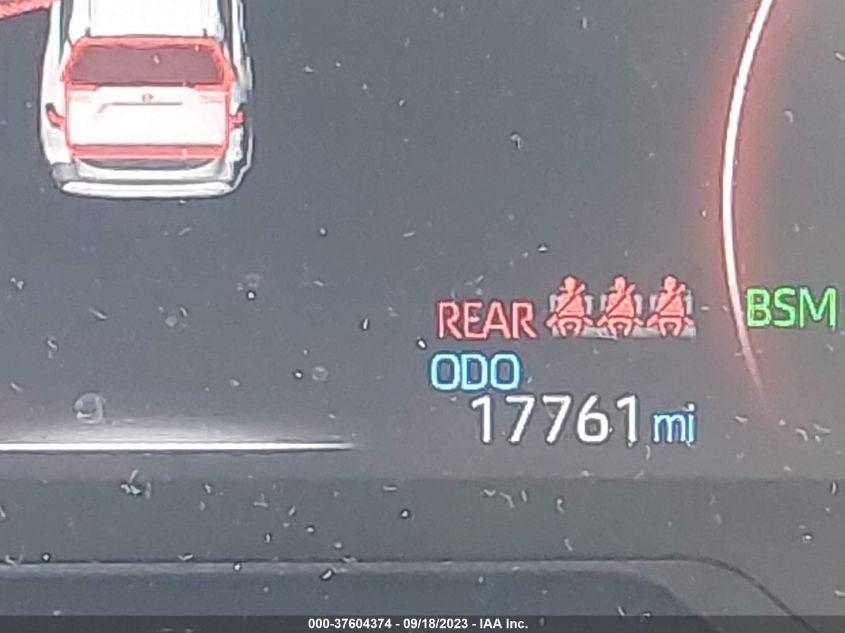 REAR
BSM
ODO
17761 mi
000-37604374 - 09/18/2023 - IAA Inc.